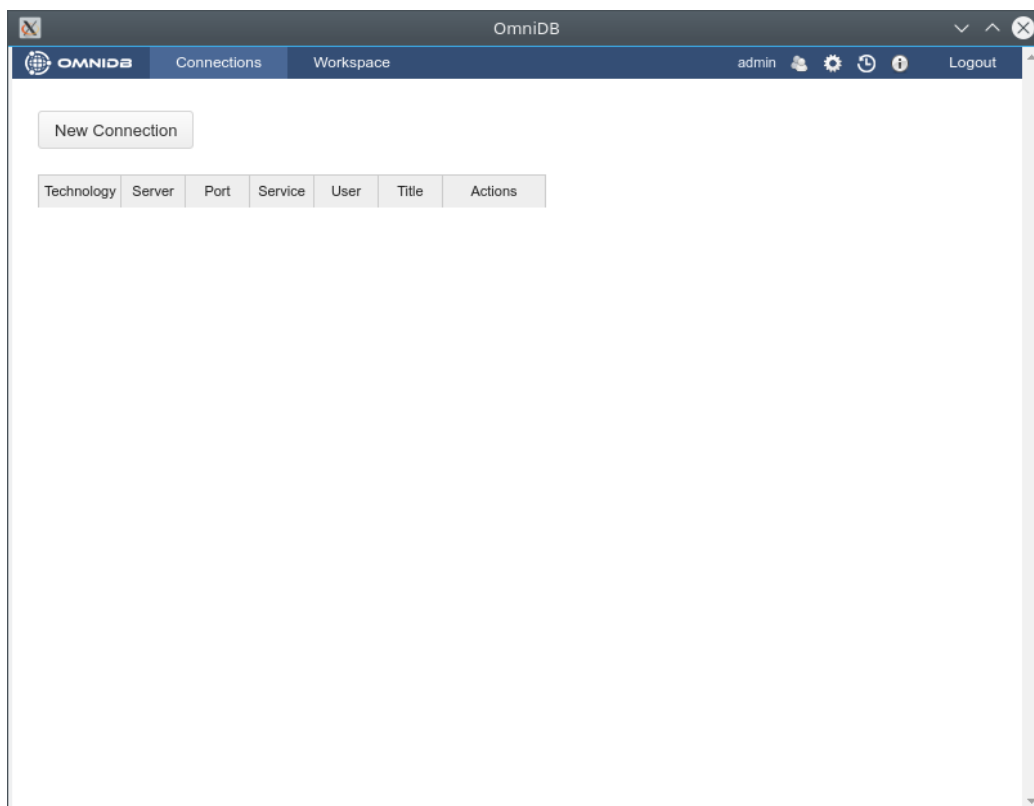 OmniDB
OMNIDB Connections Workspace admin Logout
New Connection
Technology Server Port Service User Title Actions